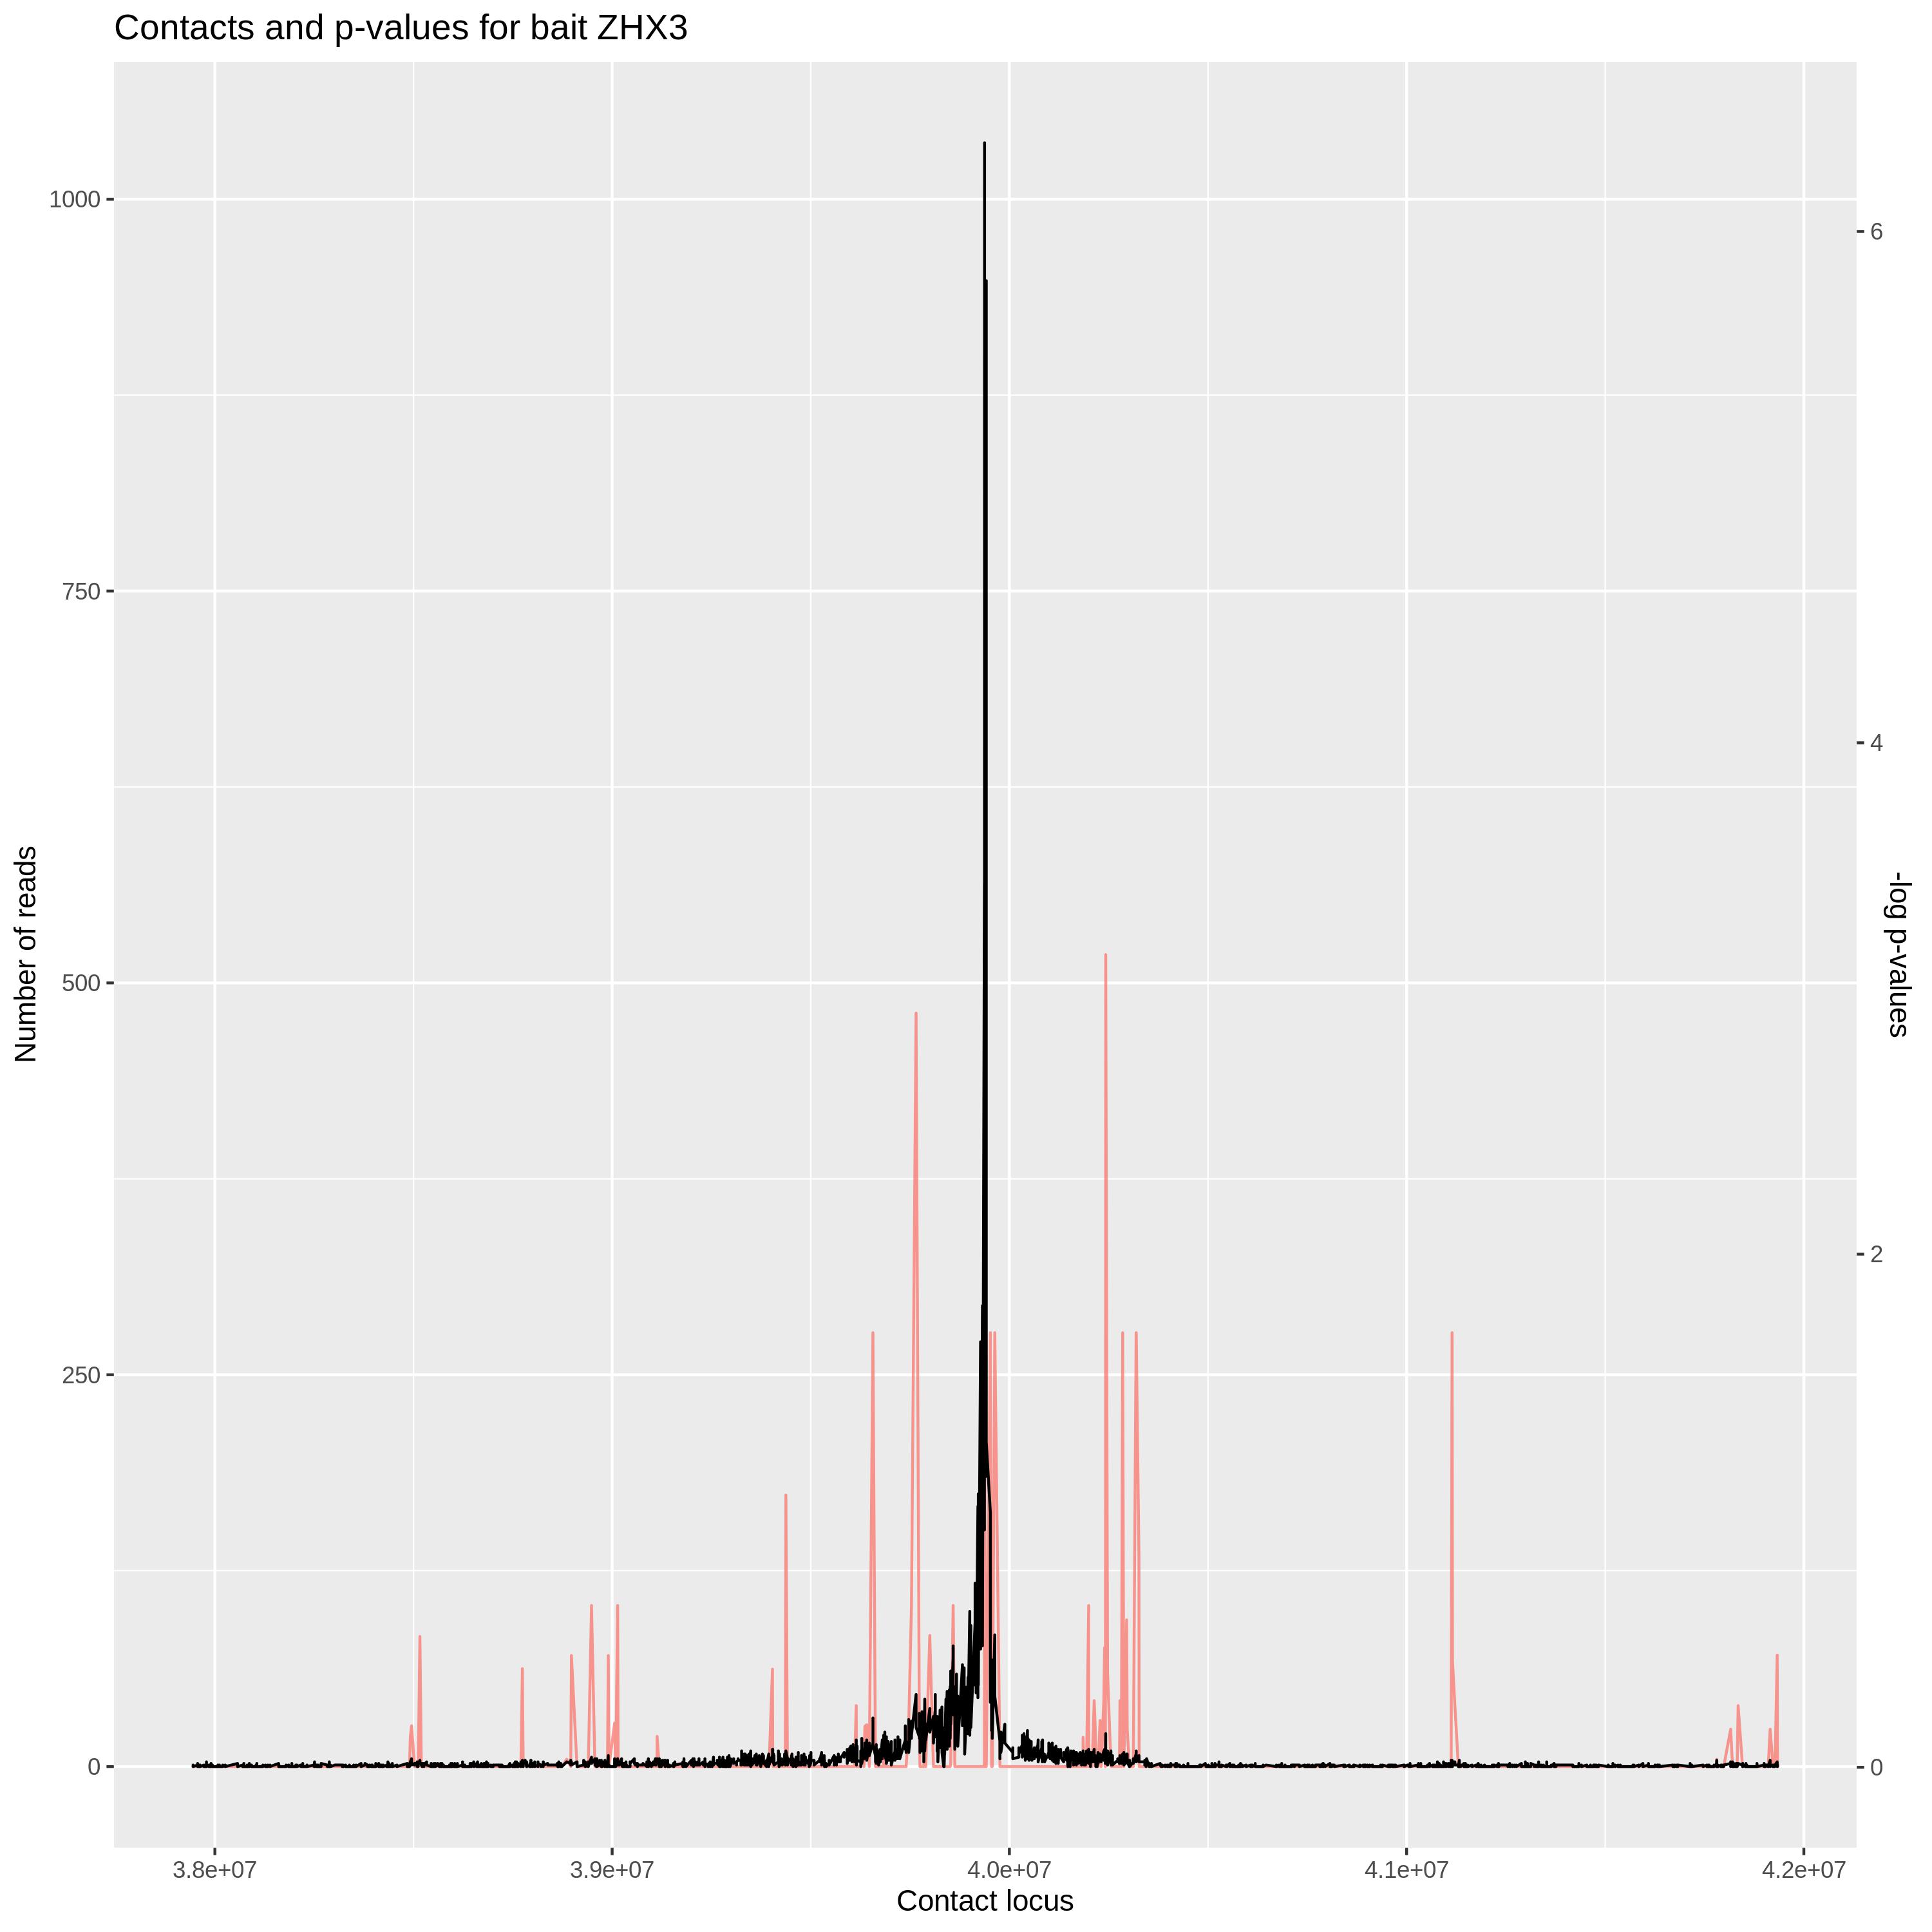 Contacts and p-values for bait ZHX3
1000
750
500
250
0
Number of reads
6
4
2
0
-log p-values
3.8e+07
3.9e+07
4.0e+07
4.1e+07
4.2e+07
Contact locus